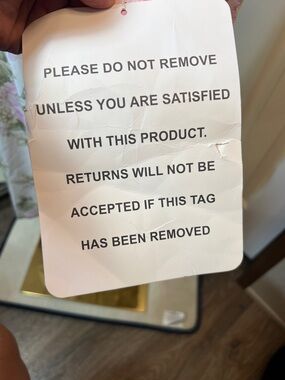 PLEASE DO NOT REMOVE
UNLESS YOU ARE SATISFIED
WITH THIS PRODUCT.
RETURNS WILL NOT BE
ACCEPTED IF THIS TAG
HAS BEEN REMOVED